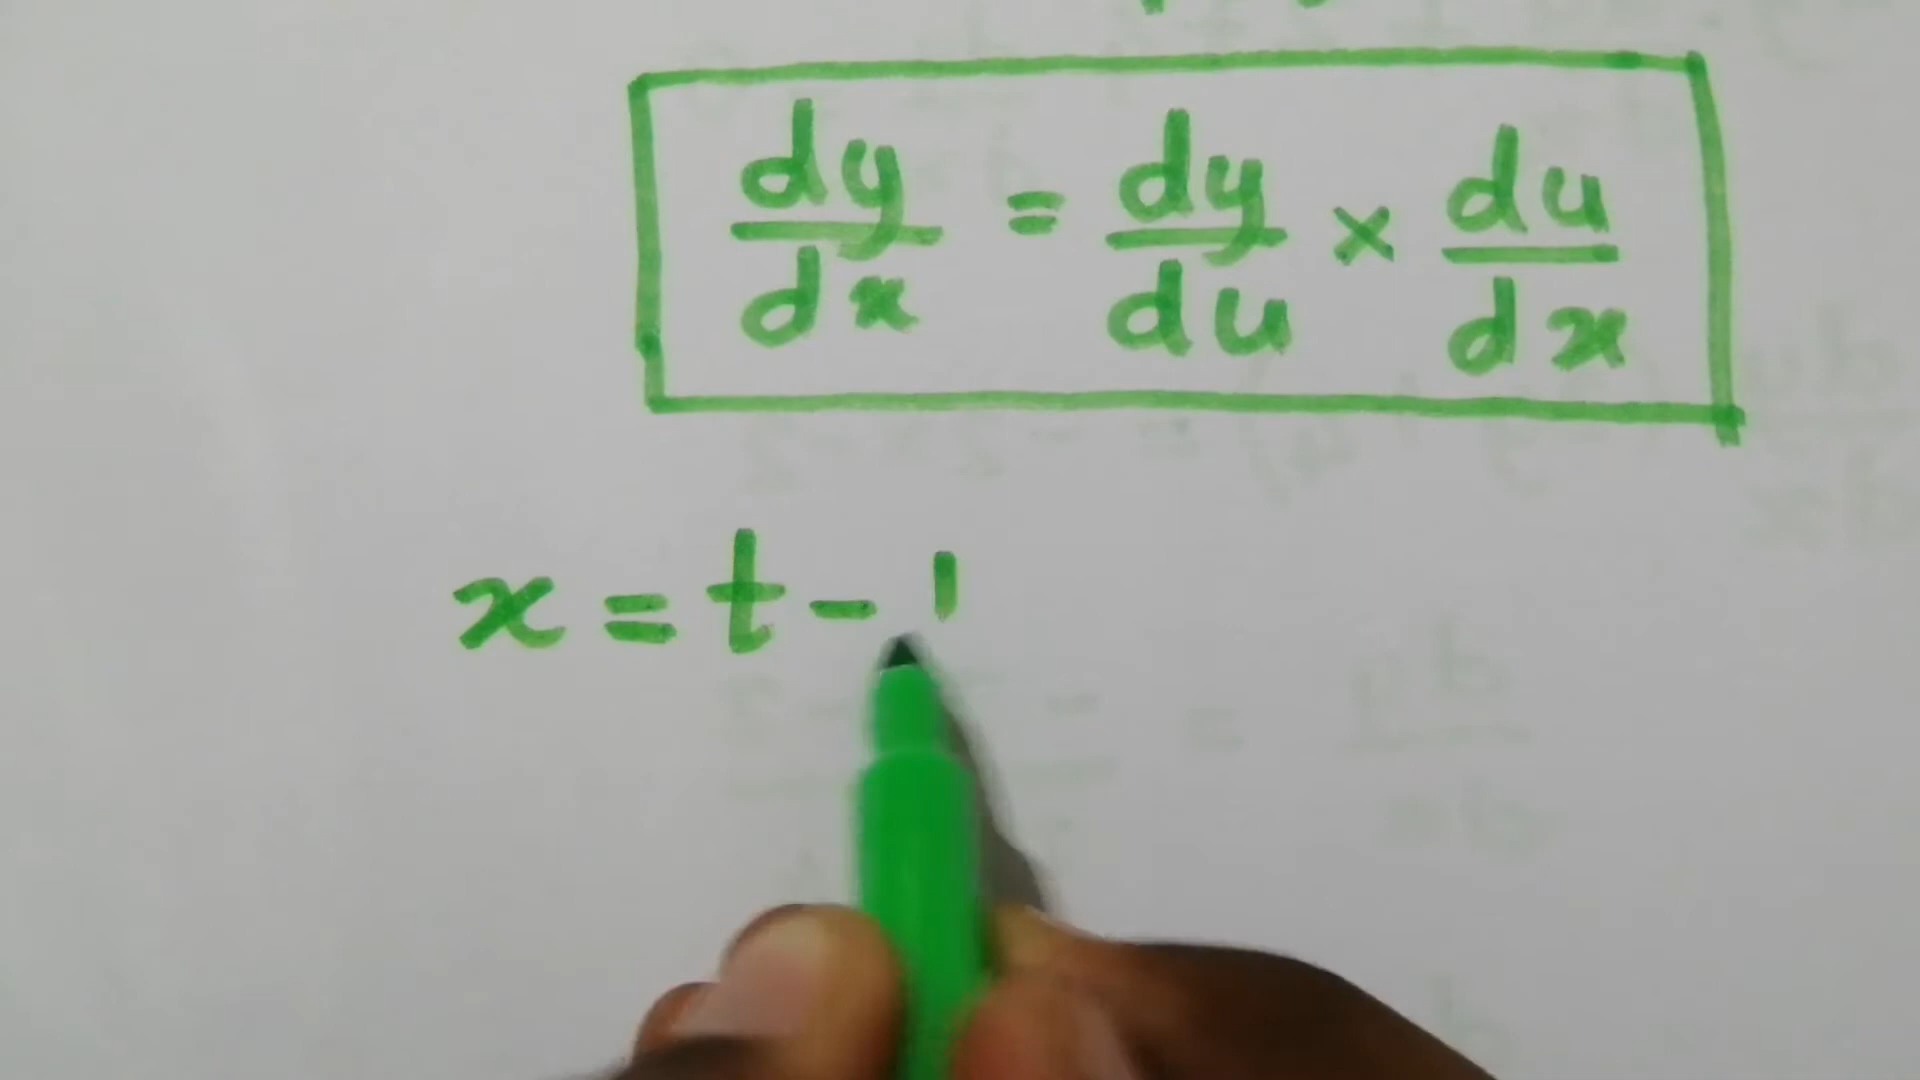 dy/dx = dy/du × du/dx
x = t - 1